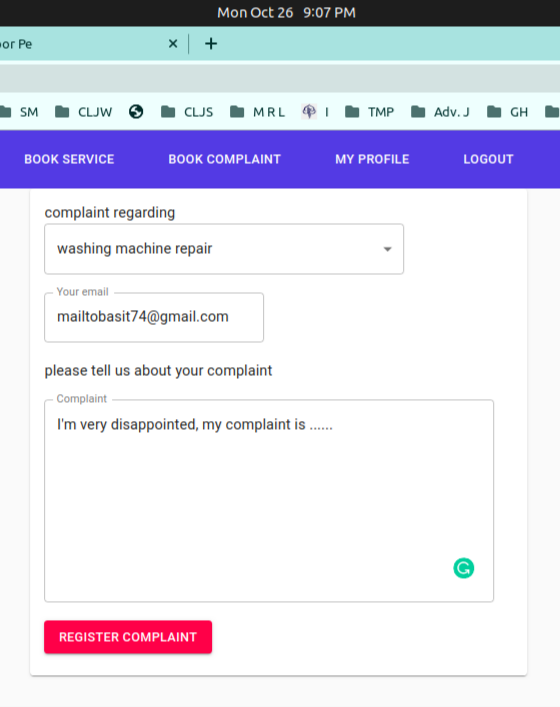 Mon Oct 26 9:07 PM
or Pe
SM CLJW CLJS M R L I TMP Adv. J GH
BOOK SERVICE BOOK COMPLAINT MY PROFILE LOGOUT
complaint regarding
washing machine repair
Your email
mailtobasit74@gmail.com
please tell us about your complaint
Complaint
I'm very disappointed, my complaint is ......
REGISTER COMPLAINT